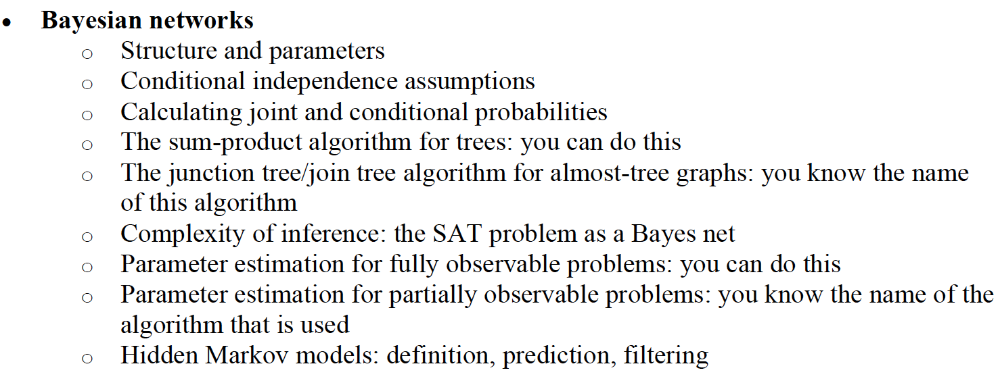 • Bayesian networks
○ Structure and parameters
○ Conditional independence assumptions
○ Calculating joint and conditional probabilities
○ The sum-product algorithm for trees: you can do this
○ The junction tree/join tree algorithm for almost-tree graphs: you know the name
of this algorithm
○ Complexity of inference: the SAT problem as a Bayes net
○ Parameter estimation for fully observable problems: you can do this
○ Parameter estimation for partially observable problems: you know the name of the
algorithm that is used
○ Hidden Markov models: definition, prediction, filtering